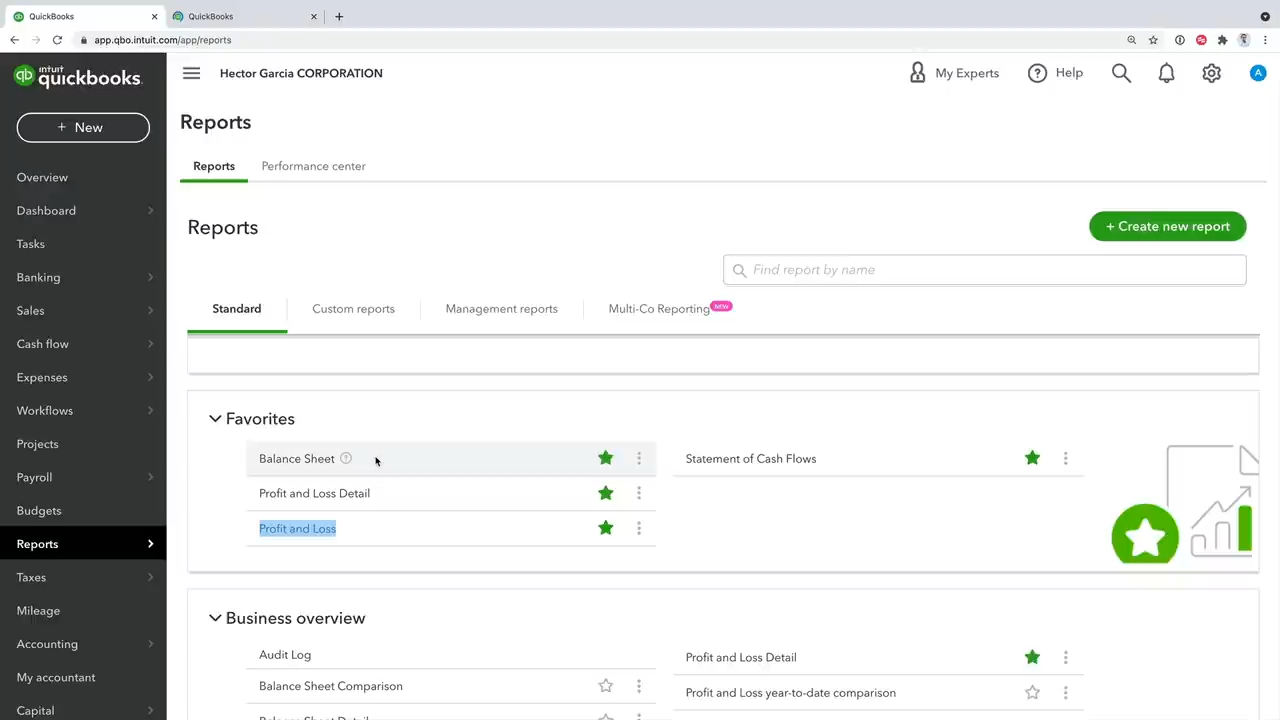 QuickBooks
QuickBooks
app.qbo.intuit.com/app/reports
intuit
quickbooks.
Hector Garcia CORPORATION
My Experts
Help
A
+ New
Overview
Dashboard
Tasks
Banking
Sales
Cash flow
Expenses
Workflows
Projects
Payroll
Budgets
Reports
Taxes
Mileage
Accounting
My accountant
Capital
Reports
Reports
Performance center
Reports
+ Create new report
Find report by name
Standard
Custom reports
Management reports
Multi-Co Reporting NEW
Favorites
Balance Sheet
Statement of Cash Flows
Profit and Loss Detail
Profit and Loss
Business overview
Audit Log
Profit and Loss Detail
Balance Sheet Comparison
Profit and Loss year-to-date comparison
Balance Sheet Detail